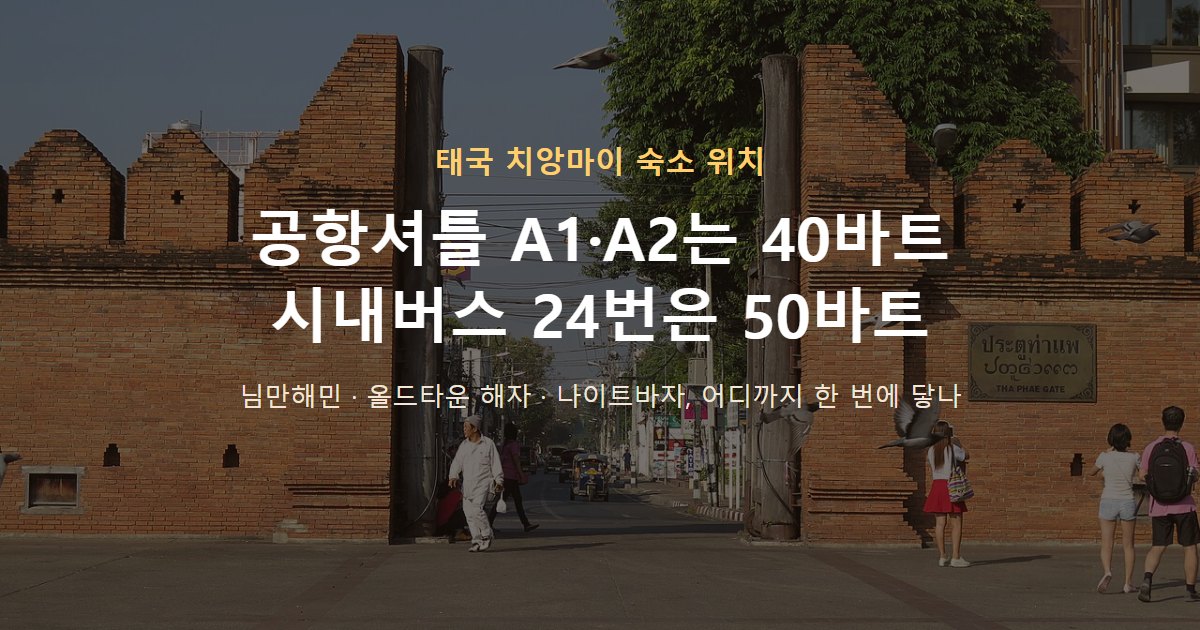 태국 치앙마이 숙소 위치
공항셔틀 A1·A2는 40바트
시내버스 24번은 50바트
님만해민 · 올드타운 해자 · 나이트바자, 어디까지 한 번에 닿나
ประตูท่าแพ
THA PHAE GATE